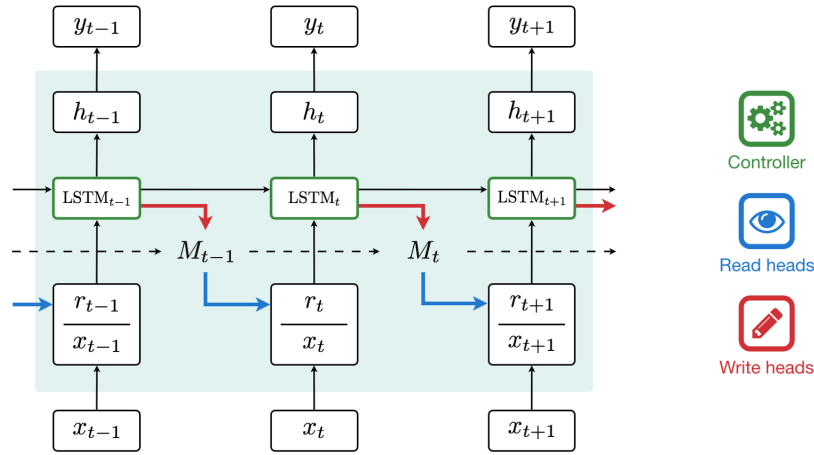 y_{t-1} y_t y_{t+1}
h_{t-1} h_t h_{t+1}
LSTM_{t-1} LSTM_t LSTM_{t+1}
M_{t-1} M_t
r_{t-1} r_t r_{t+1}
x_{t-1} x_t x_{t+1}
x_{t-1} x_t x_{t+1}
Controller
Read heads
Write heads